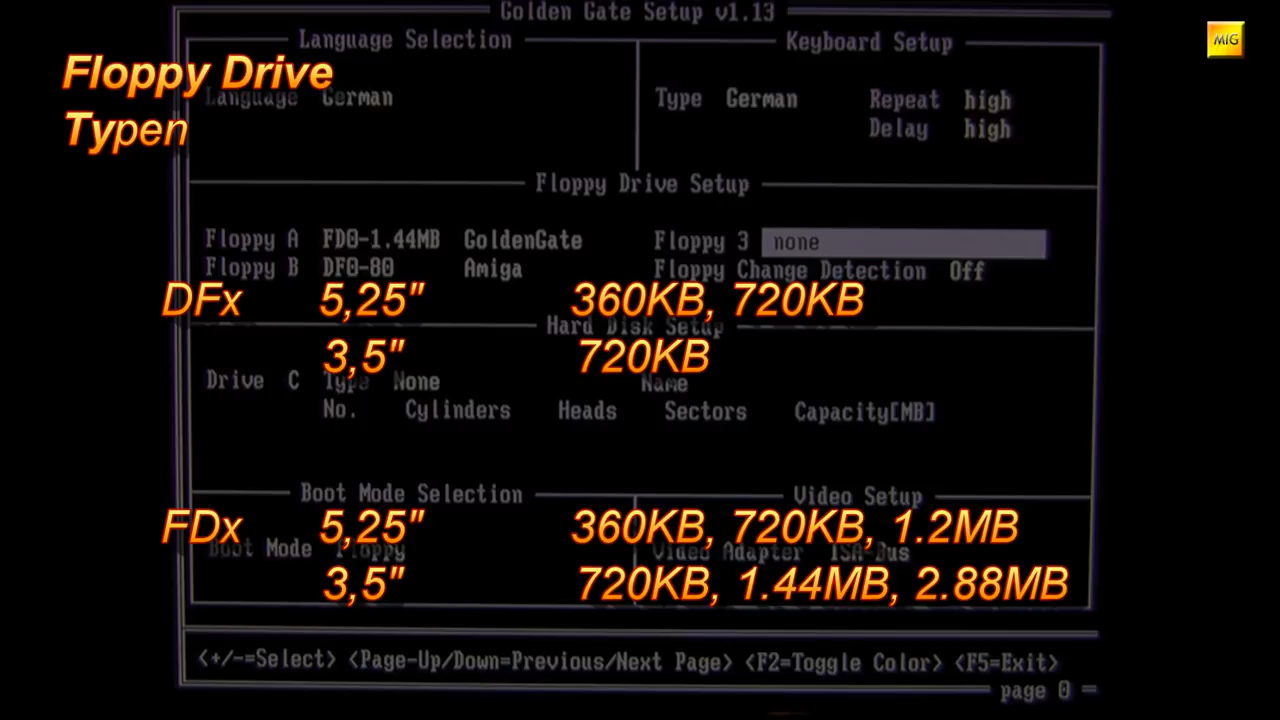 Golden Gate Setup v1.13
MIG
Language Selection Keyboard Setup
Floppy Drive
Typen
Language German Type German Repeat high
Delay high
Floppy Drive Setup
Floppy A FD0-1.44MB GoldenGate Floppy 3 none
Floppy B DF0-80 Amiga Floppy Change Detection Off
DFx 5,25" 360KB, 720KB
Hard Disk Setup
3,5" 720KB
Drive C Type None Name
No. Cylinders Heads Sectors Capacity[MB]
Boot Mode Selection Video Setup
FDx 5,25" 360KB, 720KB, 1.2MB
Boot Mode Floppy Video Adapter ISA-Bus
3,5" 720KB, 1.44MB, 2.88MB
<+/-=Select> <Page-Up/Down=Previous/Next Page> <F2=Toggle Color> <F5=Exit>
page 0